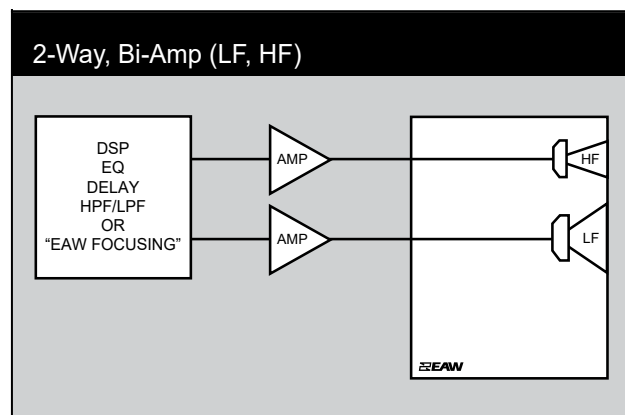 2-Way, Bi-Amp (LF, HF)
DSP
EQ
DELAY
HPF/LPF
OR
“EAW FOCUSING”
AMP
HF
AMP
LF
EAW